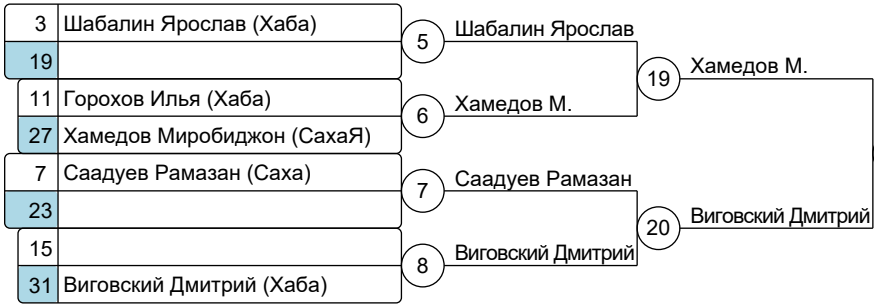 3 Шабалин Ярослав (Хаба)
19
5
Шабалин Ярослав
11 Горохов Илья (Хаба)
27 Хамедов Миробиджон (СахаЯ)
6
Хамедов М.
19
Хамедов М.
7 Саадуев Рамазан (Саха)
23
7
Саадуев Рамазан
15
31 Виговский Дмитрий (Хаба)
8
Виговский Дмитрий
20
Виговский Дмитрий